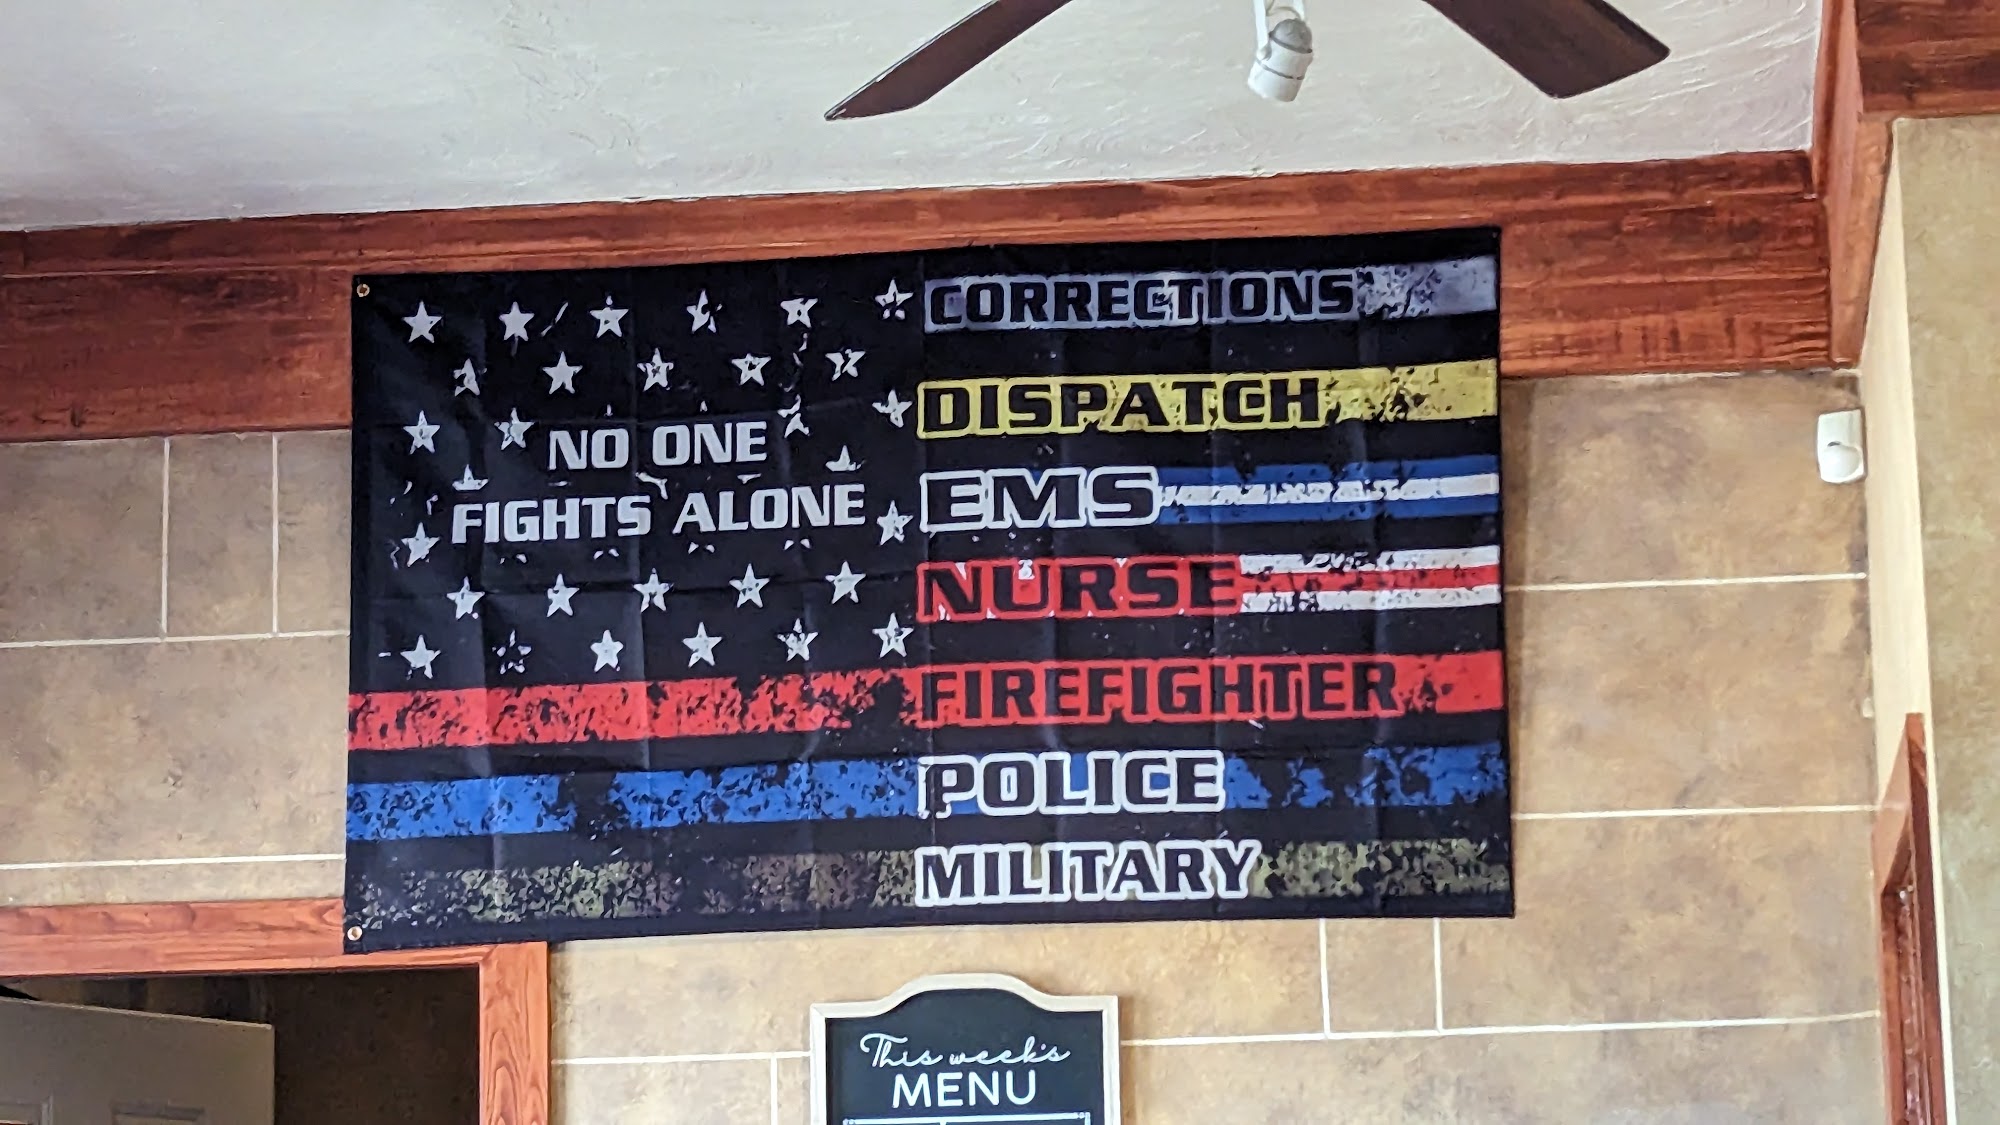 NO ONE
FIGHTS ALONE
CORRECTIONS
DISPATCH
EMS
NURSE
FIREFIGHTER
POLICE
MILITARY
This week's
MENU